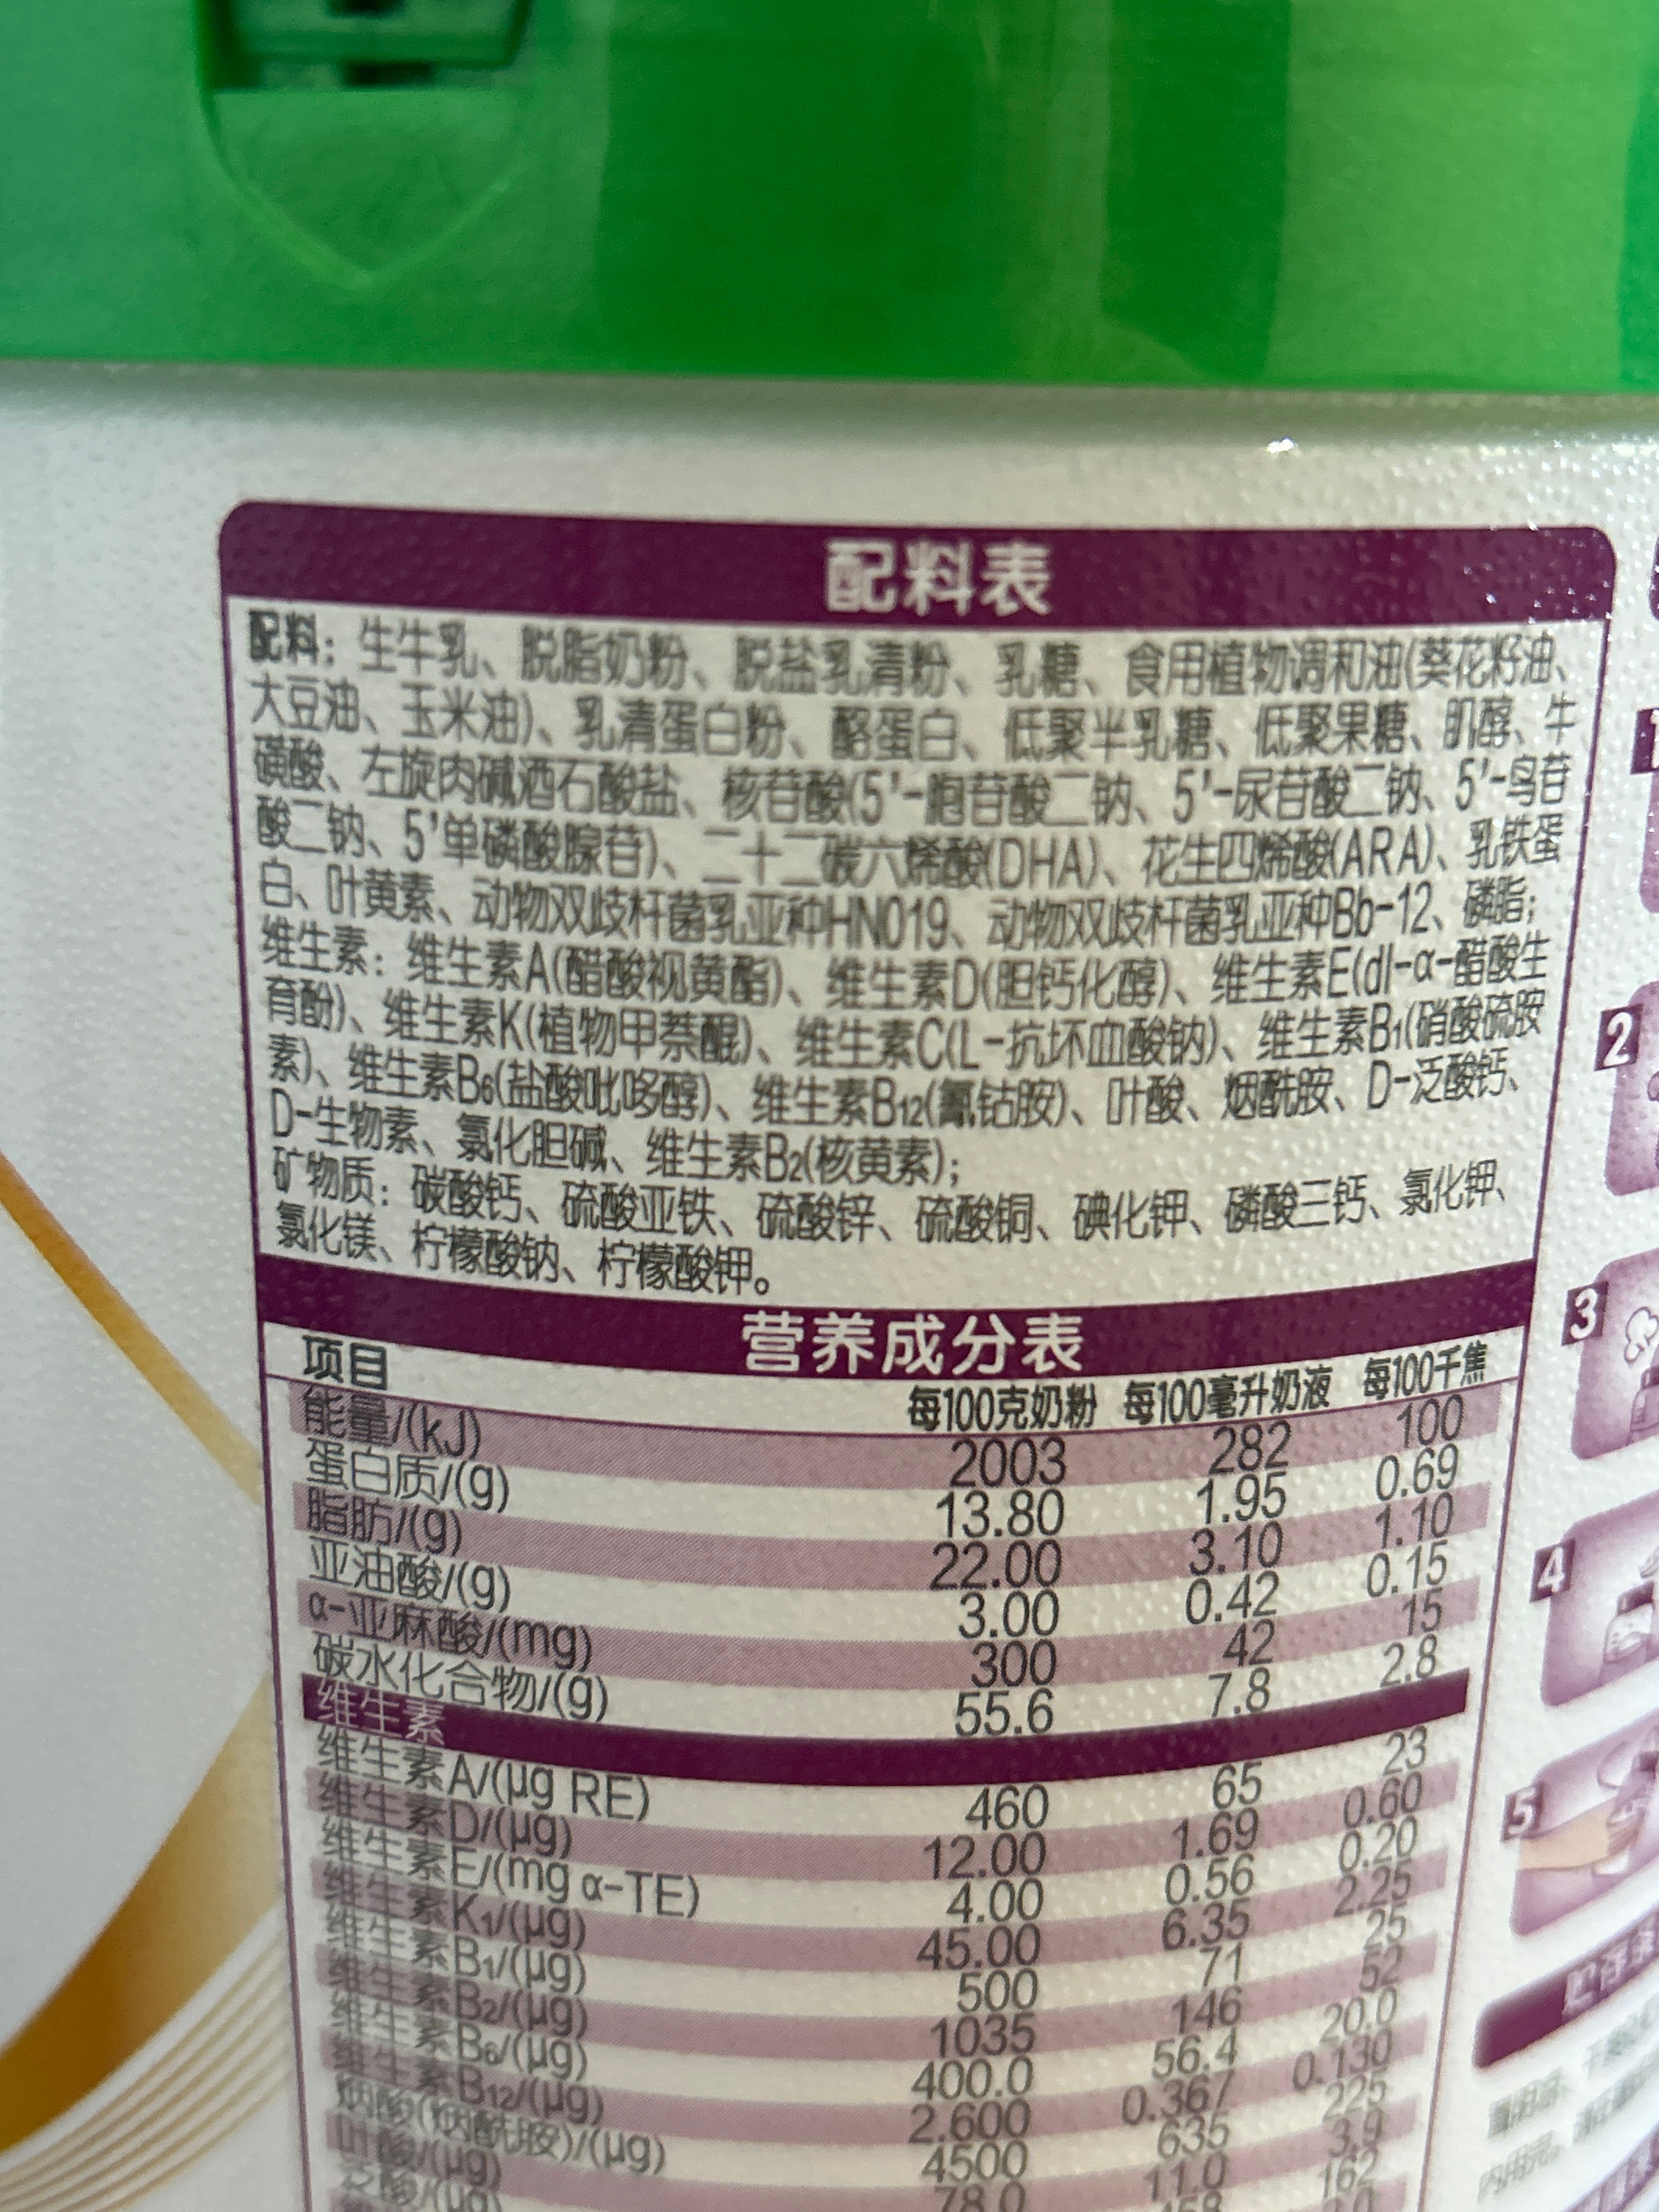 配料表
配料：生牛乳、脱脂奶粉、脱盐乳清粉、乳糖、食用植物调和油(葵花籽油、
大豆油、玉米油)、乳清蛋白粉、酪蛋白、低聚半乳糖、低聚果糖、肌醇、牛
磺酸、左旋肉碱酒石酸盐、核苷酸(5'-胞苷酸二钠、5'-尿苷酸二钠、5'-鸟苷
酸二钠、5'单磷酸腺苷)、二十二碳六烯酸(DHA)、花生四烯酸(ARA)、乳铁蛋
白、叶黄素、动物双歧杆菌乳亚种HN019、动物双歧杆菌乳亚种Bb-12、磷脂；
维生素：维生素A(醋酸视黄酯)、维生素D(胆钙化醇)、维生素E(dl-α-醋酸生
育酚)、维生素K(植物甲萘醌)、维生素C(L-抗坏血酸钠)、维生素B1(硝酸硫胺
素)、维生素B6(盐酸吡哆醇)、维生素B12(氰钴胺)、叶酸、烟酰胺、D-泛酸钙、
D-生物素、氯化胆碱、维生素B2(核黄素)；
矿物质：碳酸钙、硫酸亚铁、硫酸锌、硫酸铜、碘化钾、磷酸三钙、氯化钾、
氯化镁、柠檬酸钠、柠檬酸钾。
营养成分表
项目 每100克奶粉 每100毫升奶液 每100千焦
能量/(kJ) 2003 282 100
蛋白质/(g) 13.80 1.95 0.69
脂肪/(g) 22.00 3.10 1.10
亚油酸/(g) 3.00 0.42 0.15
α-亚麻酸/(mg) 300 42 15
碳水化合物/(g) 55.6 7.8 2.8
维生素
维生素A/(μg RE) 460 65 23
维生素D/(μg) 12.00 1.69 0.60
维生素E/(mg α-TE) 4.00 0.56 0.20
维生素K1/(μg) 45.00 6.35 2.25
维生素B1/(μg) 500 71 25
维生素B2/(μg) 1035 146 52
维生素B6/(μg) 400.0 56.4 20.0
维生素B12/(μg) 2.600 0.367 0.130
烟酸(烟酰胺)/(μg) 4500 635 225
叶酸/(μg) 78.0 11.0 3.9
泛酸/(μg) 162
1
2
3
4
5